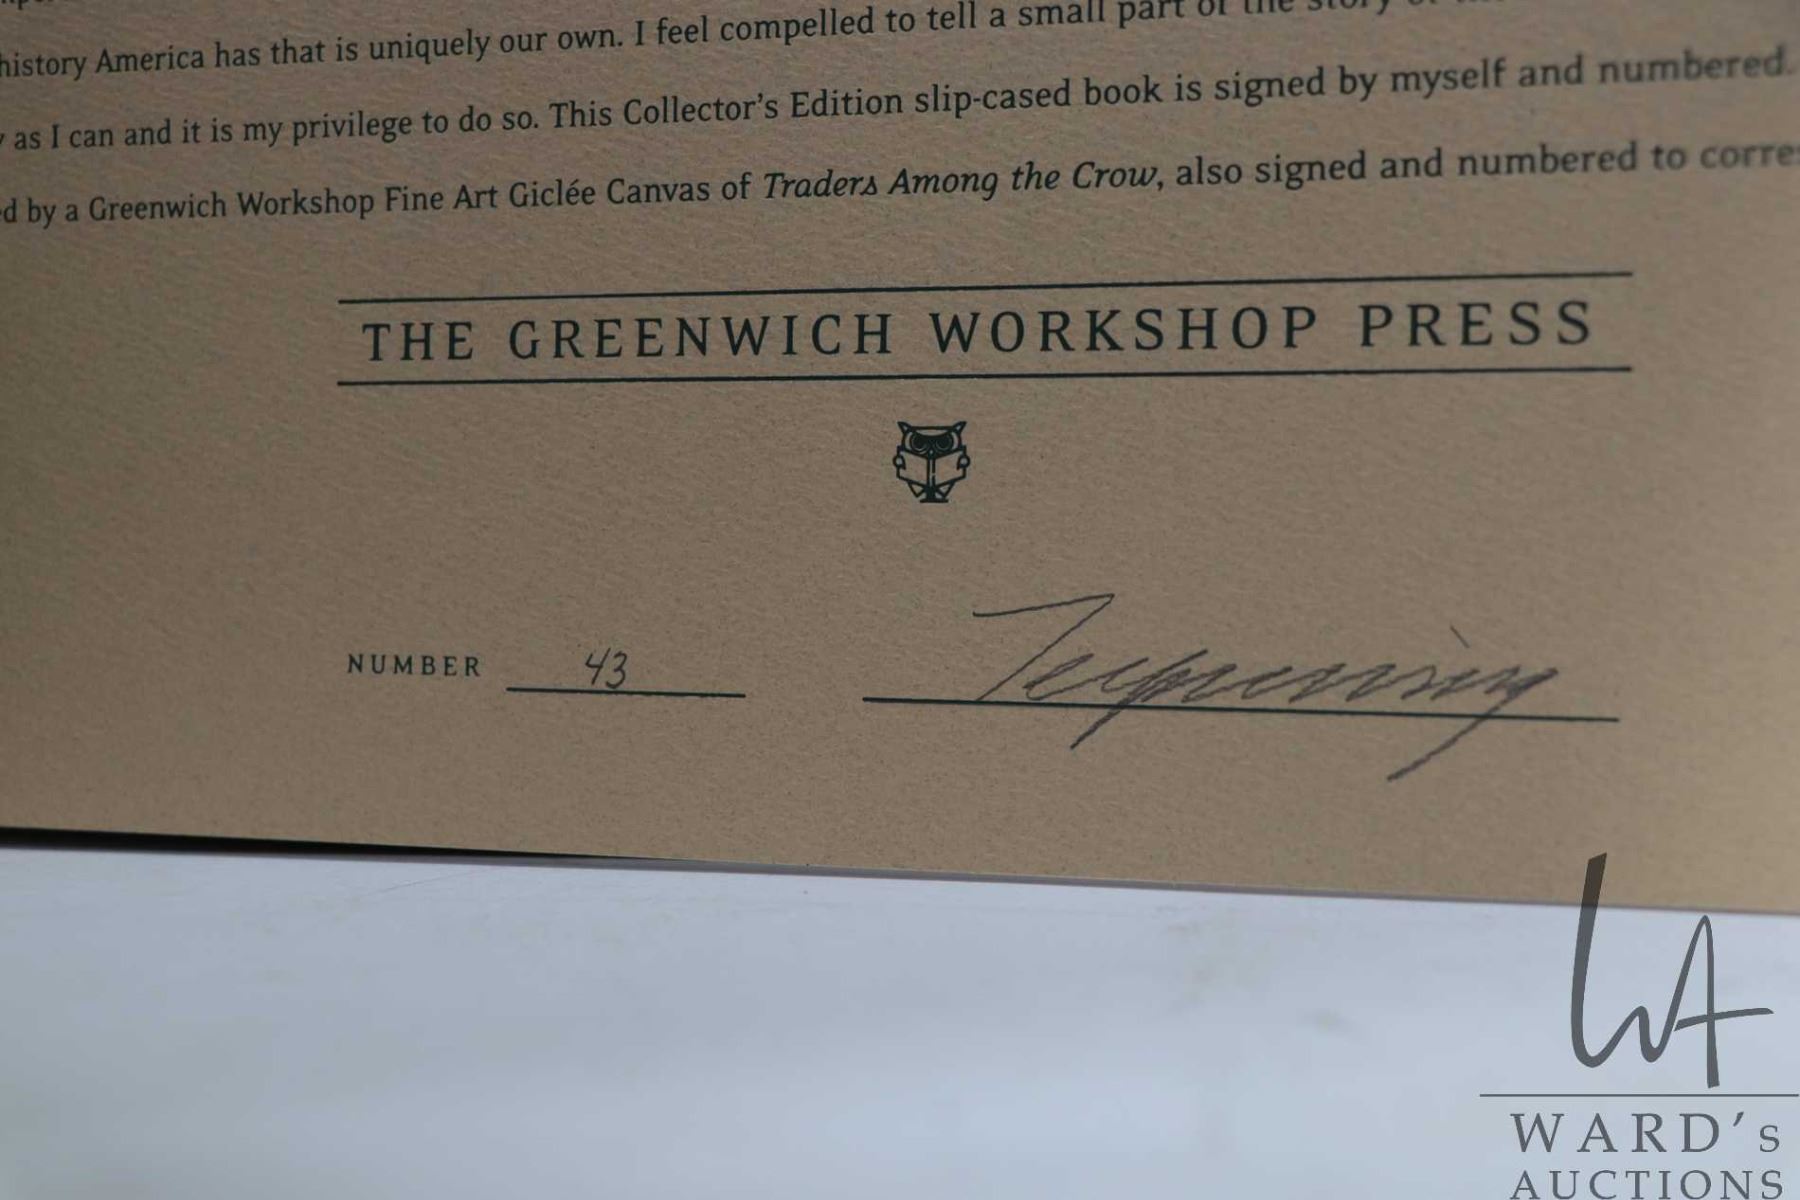 history America has that is uniquely our own. I feel compelled to tell a small part of the story of
as I can and it is my privilege to do so. This Collector's Edition slip-cased book is signed by myself and numbered.
by a Greenwich Workshop Fine Art Giclée Canvas of Traders Among the Crow, also signed and numbered to
THE GREENWICH WORKSHOP PRESS
NUMBER 43
WARD's
AUCTIONS